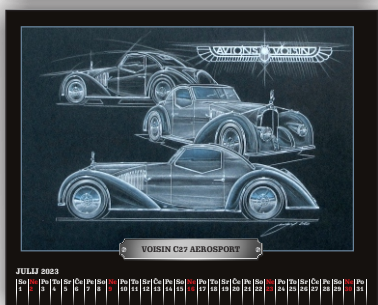 AVIONS VOISIN
VOISIN C27 AEROSPORT
JULIJ 2023
So Ne Po To Sr Če Pe So Ne Po To Sr Če Pe So Ne Po To Sr Če Pe So Ne Po To Sr Če Pe So Ne Po
1 2 3 4 5 6 7 8 9 10 11 12 13 14 15 16 17 18 19 20 21 22 23 24 25 26 27 28 29 30 31